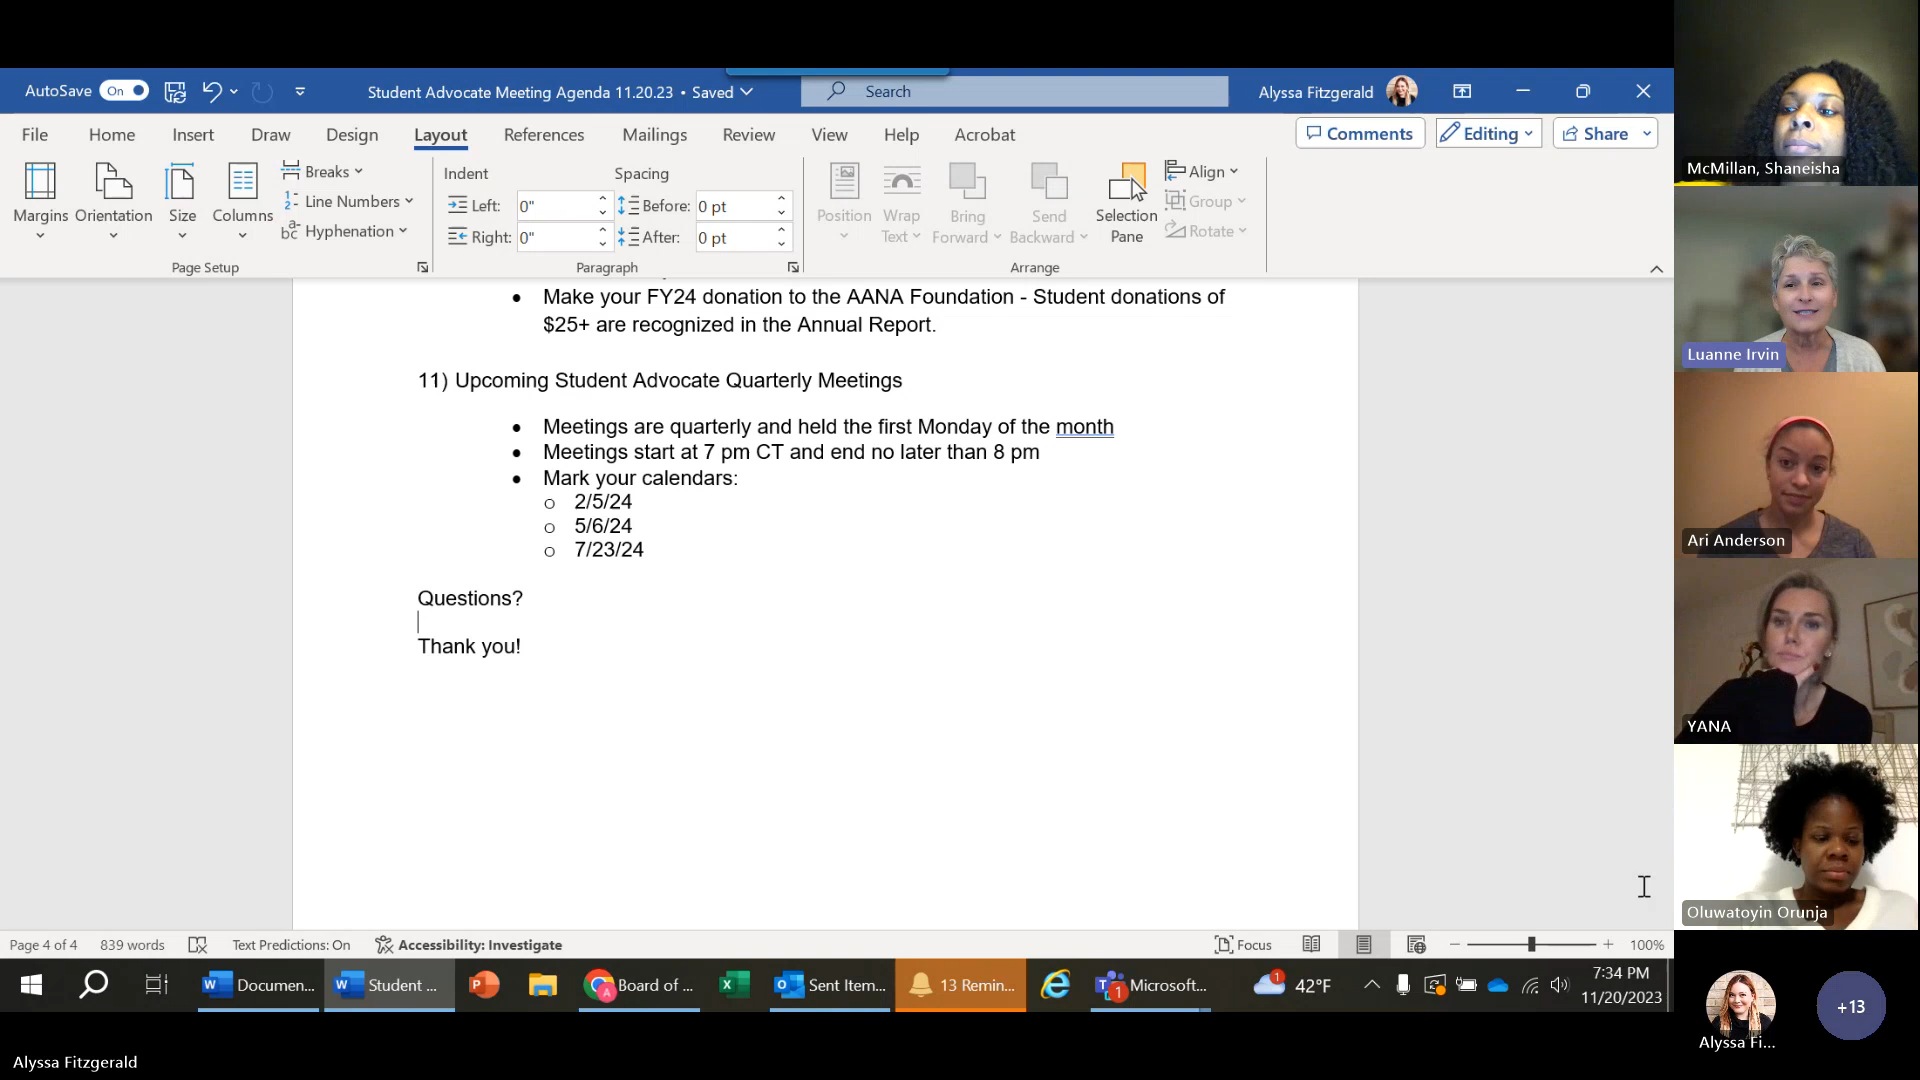 AutoSave On
Student Advocate Meeting Agenda 11.20.23 • Saved
Search
Alyssa Fitzgerald
File Home Insert Draw Design Layout References Mailings Review View Help Acrobat
Comments Editing Share
Margins Orientation Size Columns
Breaks
Line Numbers
Hyphenation
Page Setup
Indent Spacing
Left: 0" Before: 0 pt
Right: 0" After: 0 pt
Paragraph
Position Wrap Text Bring Forward Send Backward Selection Pane
Align
Group
Rotate
Arrange
• Make your FY24 donation to the AANA Foundation - Student donations of
$25+ are recognized in the Annual Report.
11) Upcoming Student Advocate Quarterly Meetings
• Meetings are quarterly and held the first Monday of the month
• Meetings start at 7 pm CT and end no later than 8 pm
• Mark your calendars:
o 2/5/24
o 5/6/24
o 7/23/24
Questions?
Thank you!
Page 4 of 4 839 words Text Predictions: On Accessibility: Investigate Focus 100%
Documen... Student ... Board of ... Sent Item... 13 Remin... Microsoft... 42°F 7:34 PM
11/20/2023
McMillan, Shaneisha
Luanne Irvin
Ari Anderson
YANA
Oluwatoyin Orunja
Alyssa Fi...
+13
Alyssa Fitzgerald